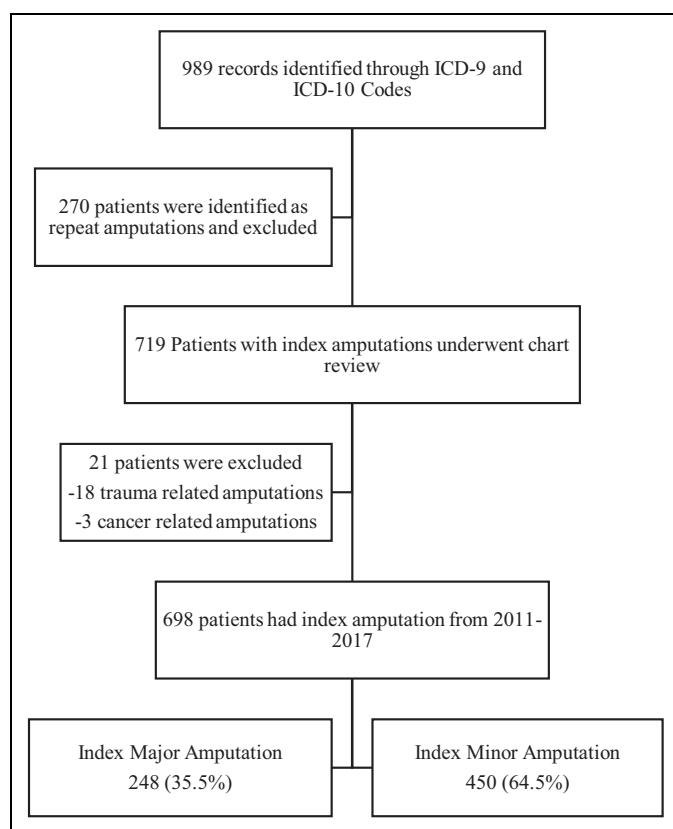 989 records identified through ICD-9 and
ICD-10 Codes
270 patients were identified as
repeat amputations and excluded
719 Patients with index amputations underwent chart
review
21 patients were excluded
-18 trauma related amputations
-3 cancer related amputations
698 patients had index amputation from 2011-
2017
Index Major Amputation
248 (35.5%)
Index Minor Amputation
450 (64.5%)